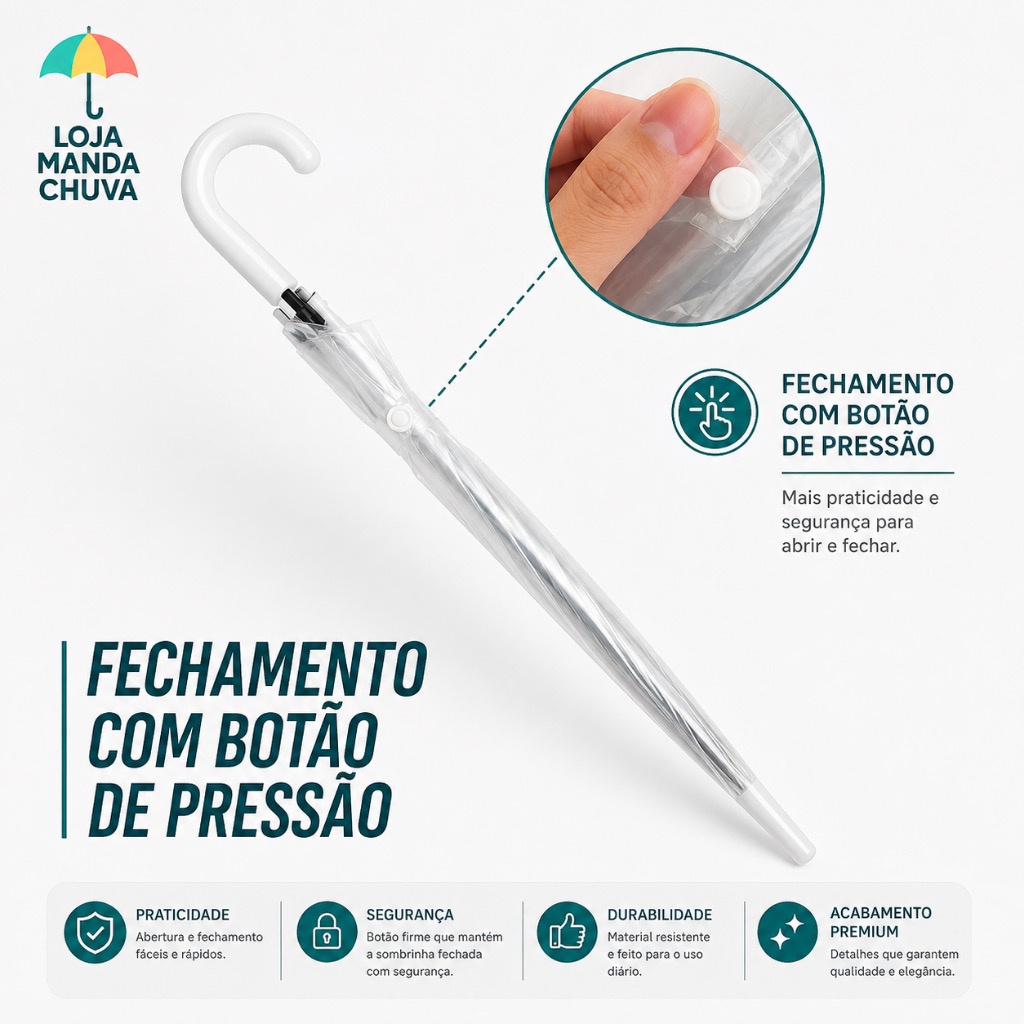 LOJA
MANDA
CHUVA
FECHAMENTO
COM BOTÃO
DE PRESSÃO
Mais praticidade e
segurança para
abrir e fechar.
FECHAMENTO
COM BOTÃO
DE PRESSÃO
PRATICIDADE
Abertura e fechamento
fáceis e rápidos.
SEGURANÇA
Botão firme que mantém
a sombrinha fechada
com segurança.
DURABILIDADE
Material resistente
e feito para o uso
diário.
ACABAMENTO
PREMIUM
Detalhes que garantem
qualidade e elegância.